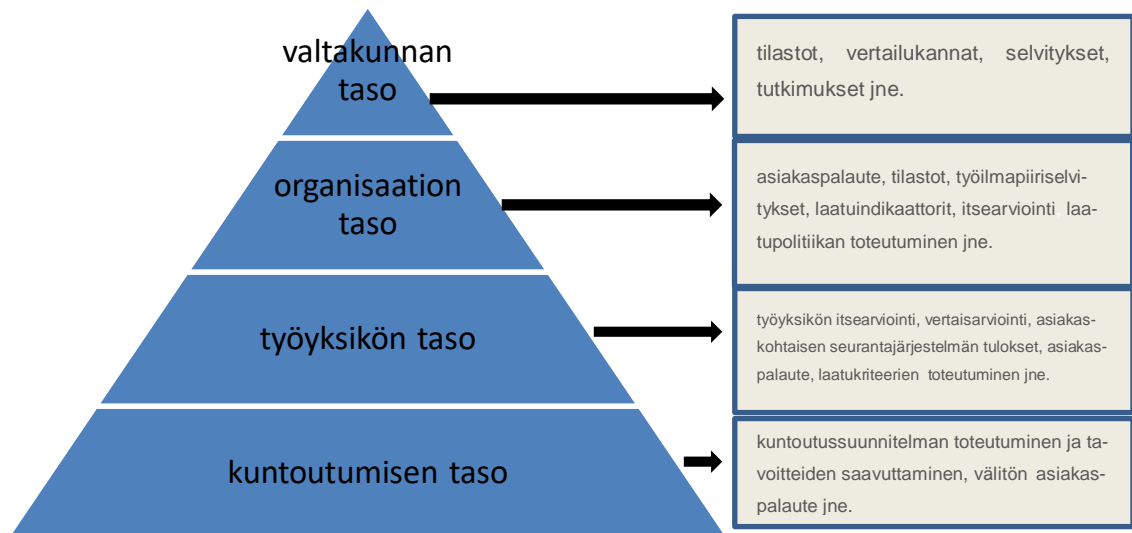 valtakunnan
taso
tilastot, vertailukannat, selvitykset,
tutkimukset jne.
organisaation
taso
asiakaspalaute, tilastot, työilmapiiriselvi-
tykset, laatuindikaattorit, itsearviointi, laa-
tupolitiikan toteutuminen jne.
työyksikön taso
työyksikön itsearviointi, vertaisarviointi, asiakas-
kohtaisen seurantajärjestelmän tulokset, asiakas-
palaute, laatukriteerien toteutuminen jne.
kuntoutumisen taso
kuntoutussuunnitelman toteutuminen ja ta-
voitteiden saavuttaminen, välitön asiakas-
palaute jne.